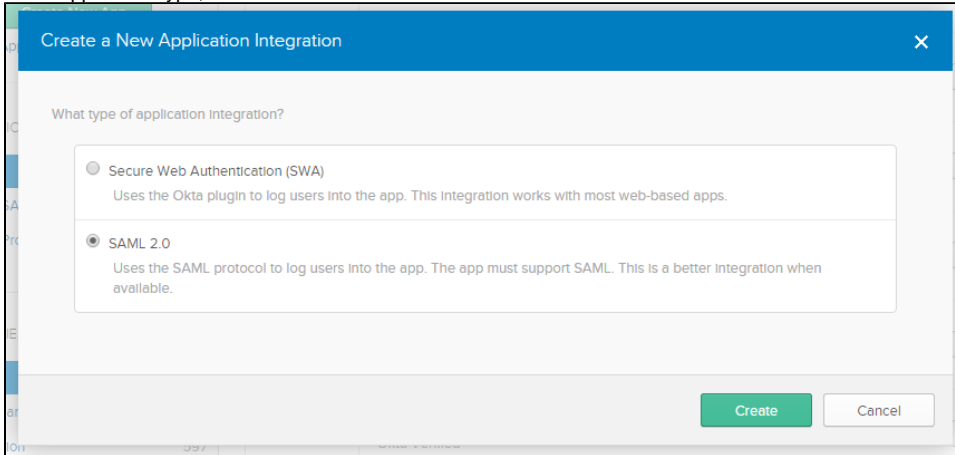 Create a New Application Integration
What type of application integration?
Secure Web Authentication (SWA)
Uses the Okta plugin to log users into the app. This integration works with most web-based apps.
SAML 2.0
Uses the SAML protocol to log users into the app. The app must support SAML. This is a better integration when
available.
Create
Cancel